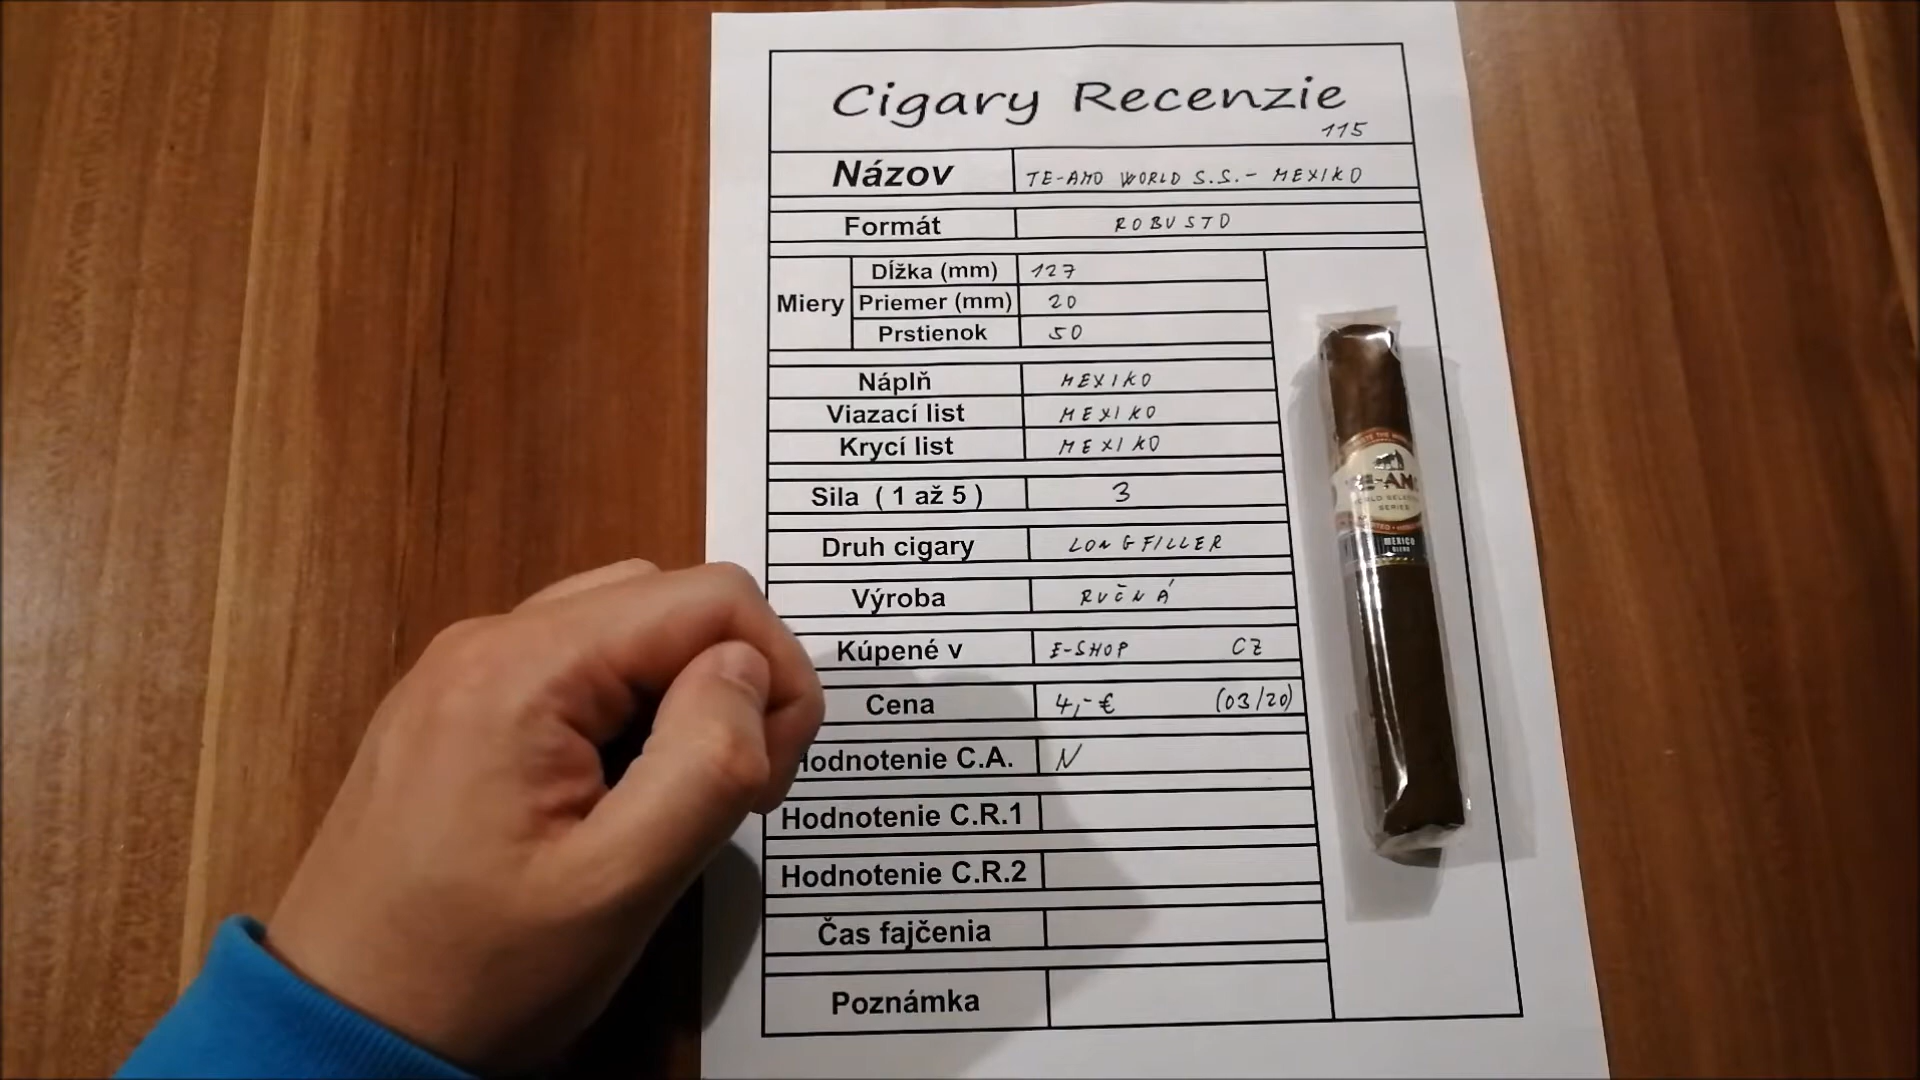 Cigary Recenzie
115
Názov TE-AMO WORLD S.S.- MEXIKO
Formát ROBUSTO
Miery
Dĺžka (mm) 127
Priemer (mm) 20
Prstienok 50
Náplň MEXIKO
Viazací list MEXIKO
Krycí list MEXIKO
Sila ( 1 až 5 ) 3
Druh cigary LONGFILLER
Výroba RUČNÁ
Kúpené v E-SHOP CZ
Cena 4,-€ (03/20)
Hodnotenie C.A. N
Hodnotenie C.R.1
Hodnotenie C.R.2
Čas fajčenia
Poznámka
SERIES
MEXICO
BLEND